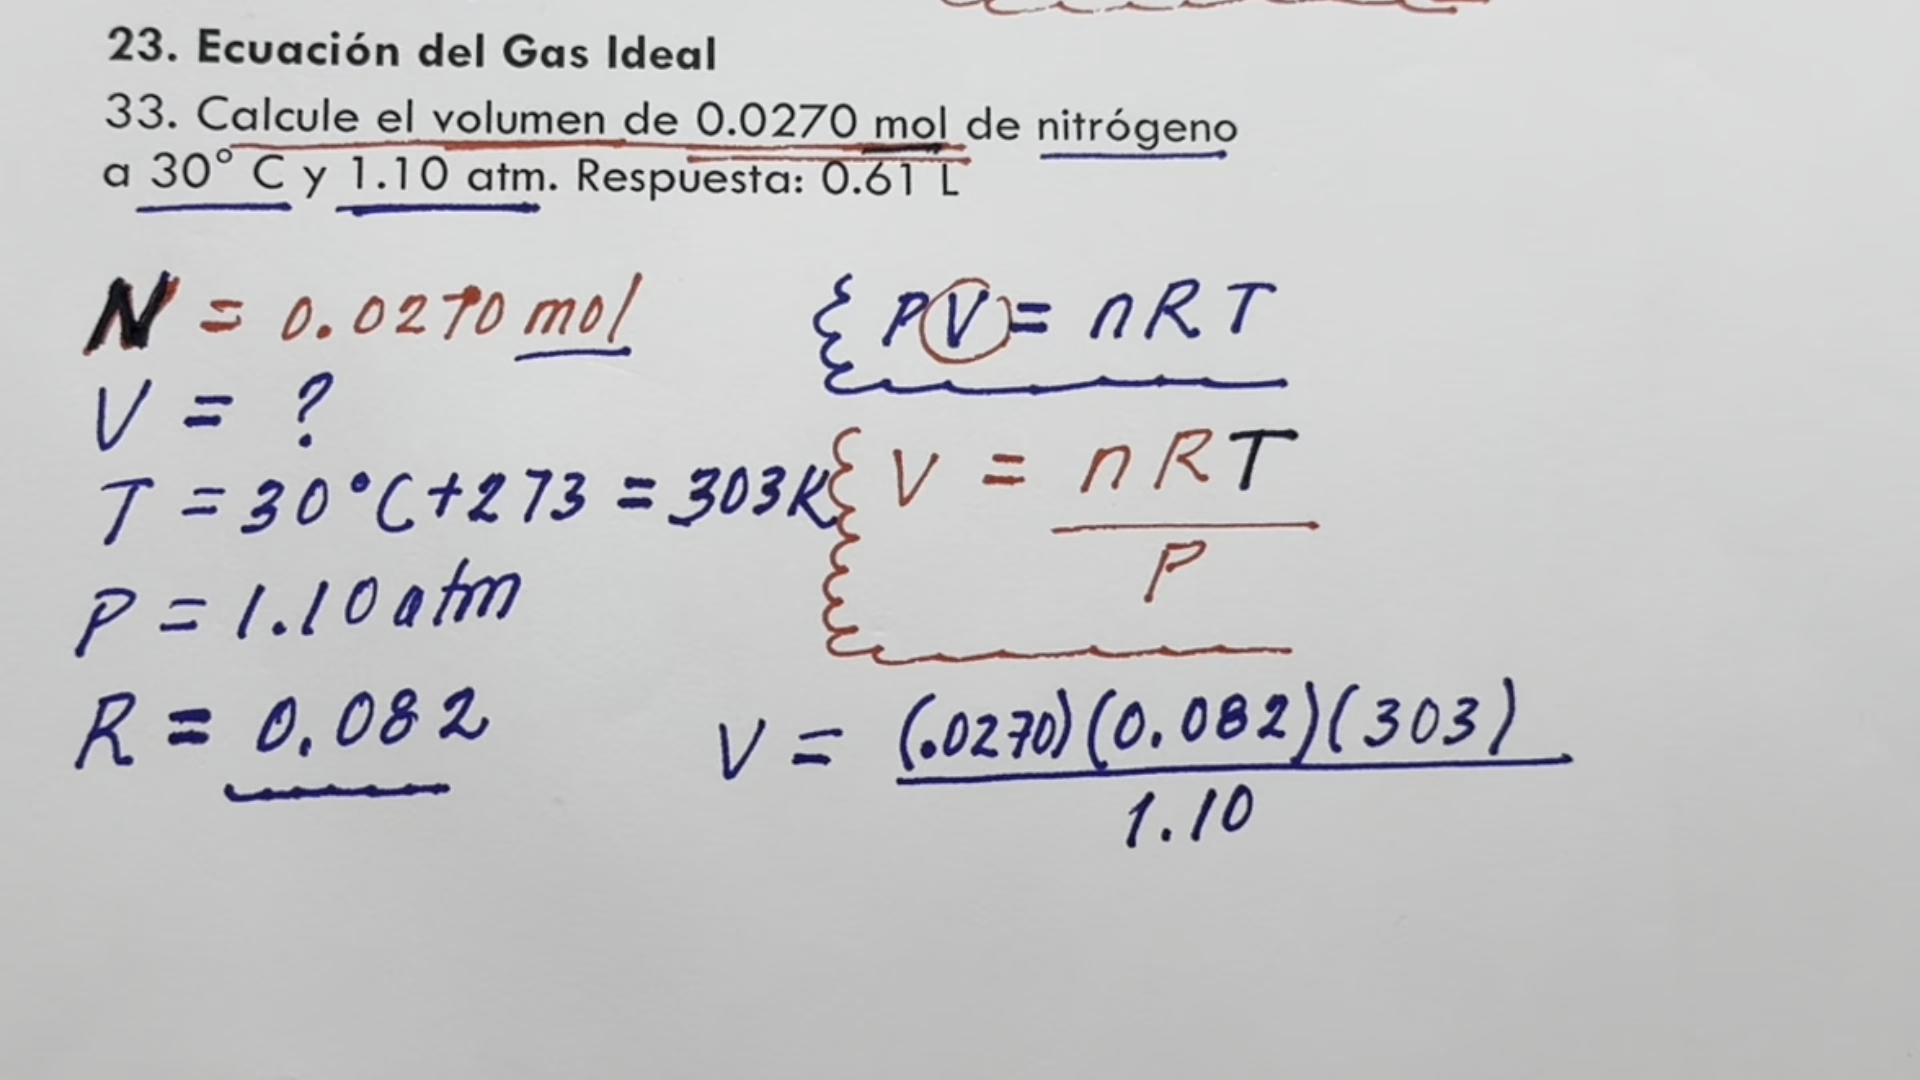 23. Ecuación del Gas Ideal
33. Calcule el volumen de 0.0270 mol de nitrógeno
a 30° C y 1.10 atm. Respuesta: 0.61 L
N = 0.0270 mol
PV = nRT
V = ?
T = 30°C+273 = 303K
V = nRT
P
P = 1.10 atm
R = 0.082
V = (.0270)(0.082)(303)
1.10